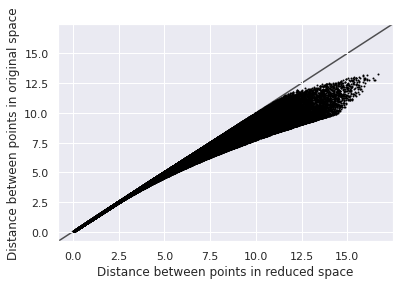 Distance between points in original space
15.0
12.5
10.0
7.5
5.0
2.5
0.0
0.0 2.5 5.0 7.5 10.0 12.5 15.0
Distance between points in reduced space